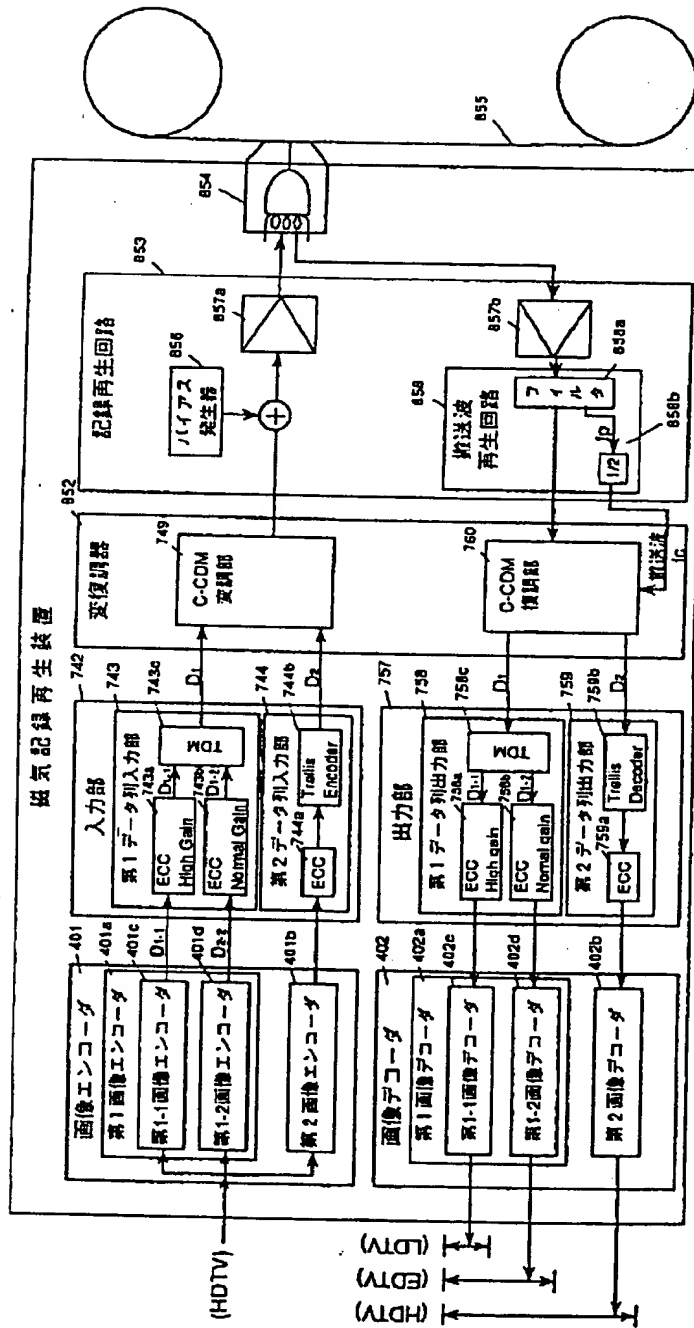 磁気記録再生装置
画像エンコーダ
401
第1画像エンコーダ
401a
401c
第1-1画像エンコーダ
401d
第1-2画像エンコーダ
401b
第2画像エンコーダ
(HDTV)
D1-1
D2-2
742
入力部
743
第1データ列入力部
743a
ECC
High Gain
743b
ECC
Normal Gain
D1-1
D1-2
743c
TDM
744
第2データ列入力部
744a
ECC
744b
Trellis
Encoder
D1
D2
852
変復調器
749
C-CDM
変調部
853
記録再生回路
856
バイアス
発生器
857a
854
855
画像デコーダ
402
第1画像デコーダ
402a
402c
第1-1画像デコーダ
402d
第1-2画像デコーダ
402b
第2画像デコーダ
(LDTV)
(EDTV)
(HDTV)
757
出力部
758
第1データ列出力部
758a
ECC
High gain
758b
ECC
Nomal gain
D1-1
D1-2
758c
TDM
759
第2データ列出力部
759a
ECC
759b
Trellis
Decoder
D1
D2
760
C-CDM
復調部
搬送波
fc
858
搬送波
再生回路
857b
858a
フィルタ
fp
1/2
858b